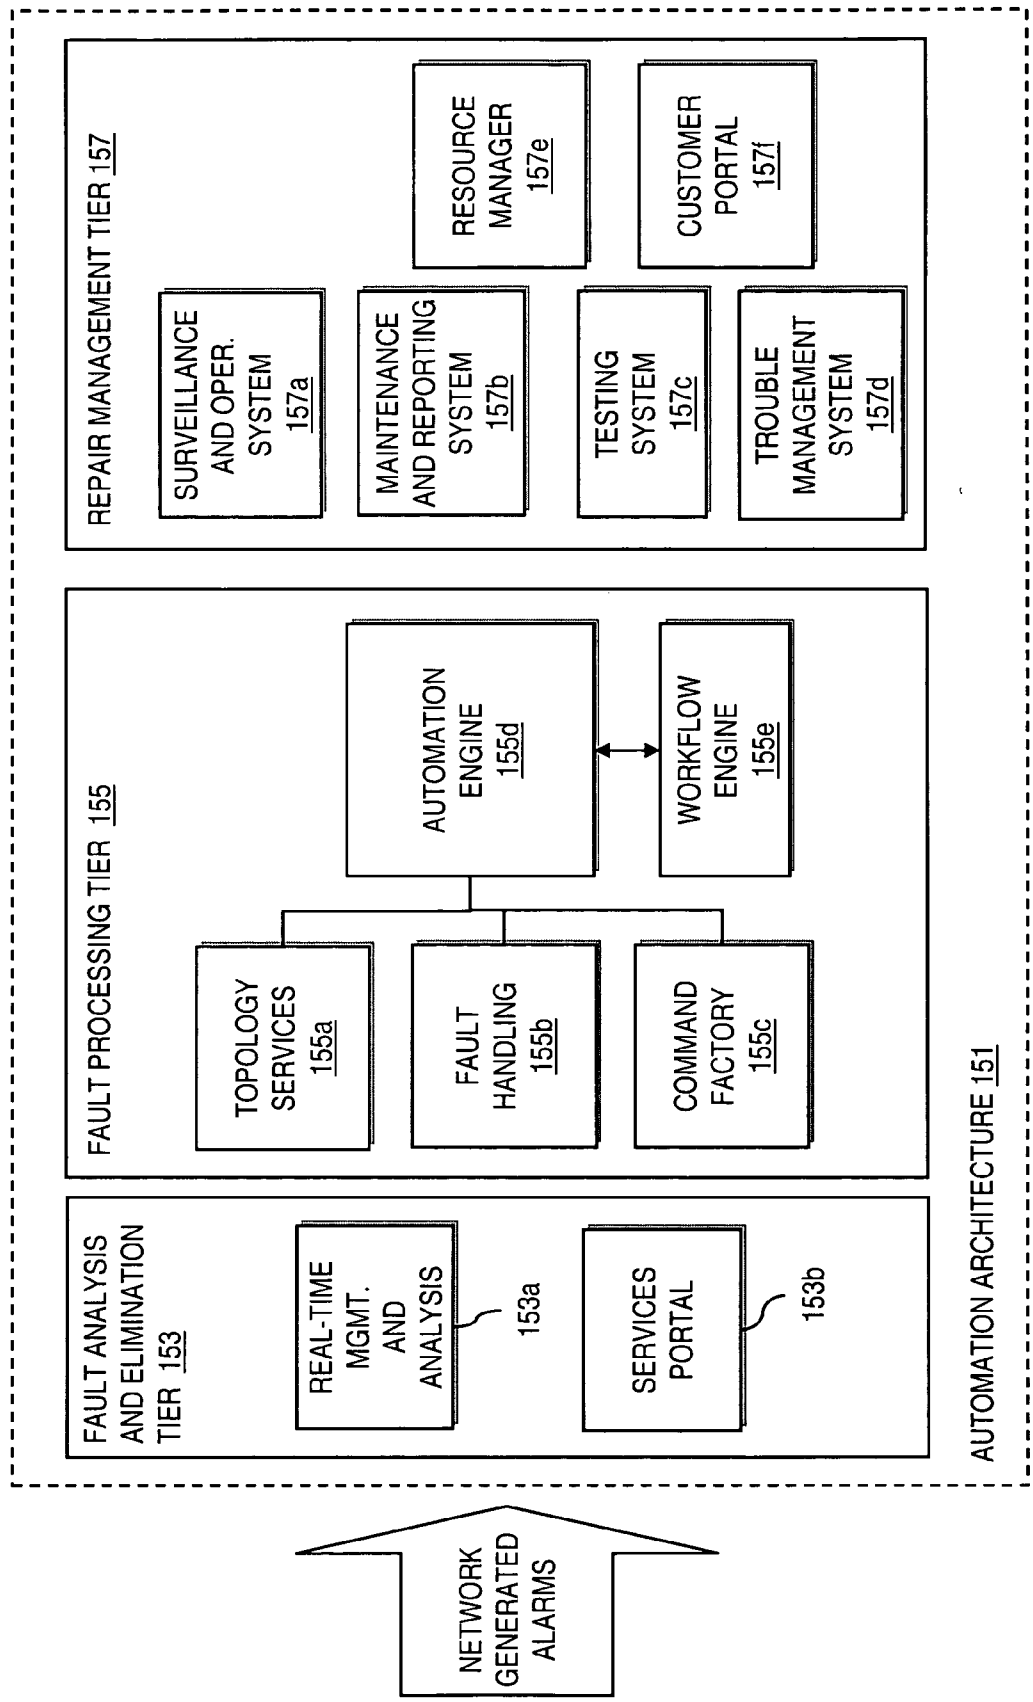 NETWORK
GENERATED
ALARMS
FAULT ANALYSIS
AND ELIMINATION
TIER 153
REAL-TIME
MGMT.
AND
ANALYSIS
153a
SERVICES
PORTAL
153b
FAULT PROCESSING TIER 155
TOPOLOGY
SERVICES
155a
FAULT
HANDLING
155b
COMMAND
FACTORY
155c
AUTOMATION
ENGINE
155d
WORKFLOW
ENGINE
155e
REPAIR MANAGEMENT TIER 157
SURVEILLANCE
AND OPER.
SYSTEM
157a
MAINTENANCE
AND REPORTING
SYSTEM
157b
TESTING
SYSTEM
157c
TROUBLE
MANAGEMENT
SYSTEM
157d
RESOURCE
MANAGER
157e
CUSTOMER
PORTAL
157f
AUTOMATION ARCHITECTURE 151